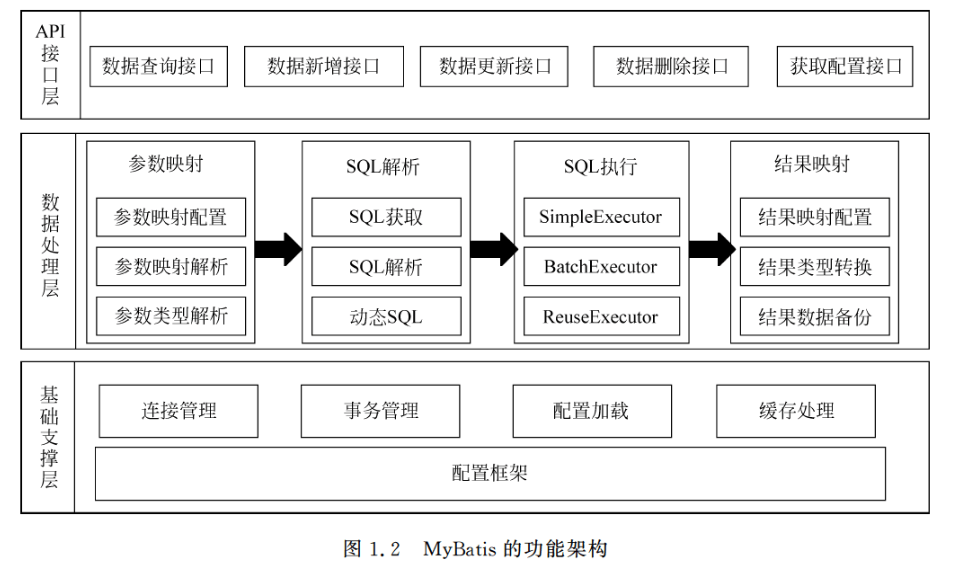 API接口层
数据查询接口
数据新增接口
数据更新接口
数据删除接口
获取配置接口
数据处理层
参数映射
参数映射配置
参数映射解析
参数类型解析
SQL解析
SQL获取
SQL解析
动态SQL
SQL执行
SimpleExecutor
BatchExecutor
ReuseExecutor
结果映射
结果映射配置
结果类型转换
结果数据备份
基础支撑层
连接管理
事务管理
配置加载
缓存处理
配置框架
图 1.2 MyBatis 的功能架构